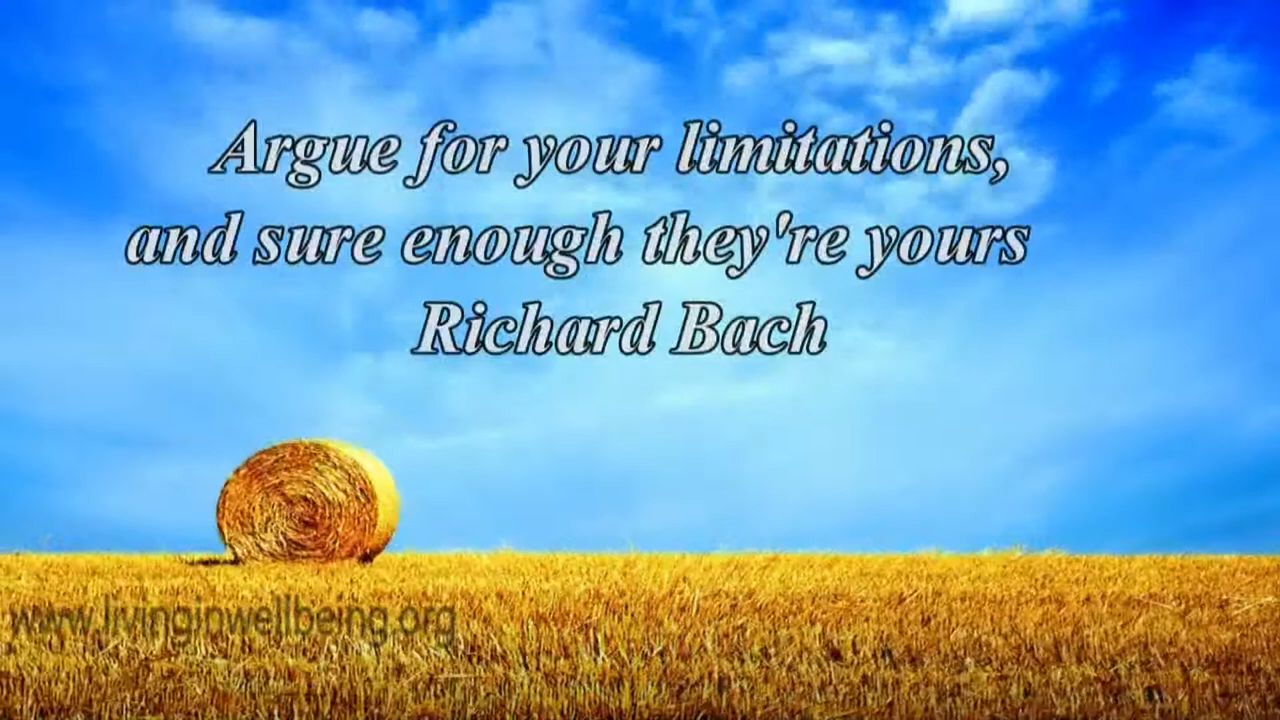 Argue for your limitations,
and sure enough they're yours
Richard Bach
www.livinginwellbeing.org